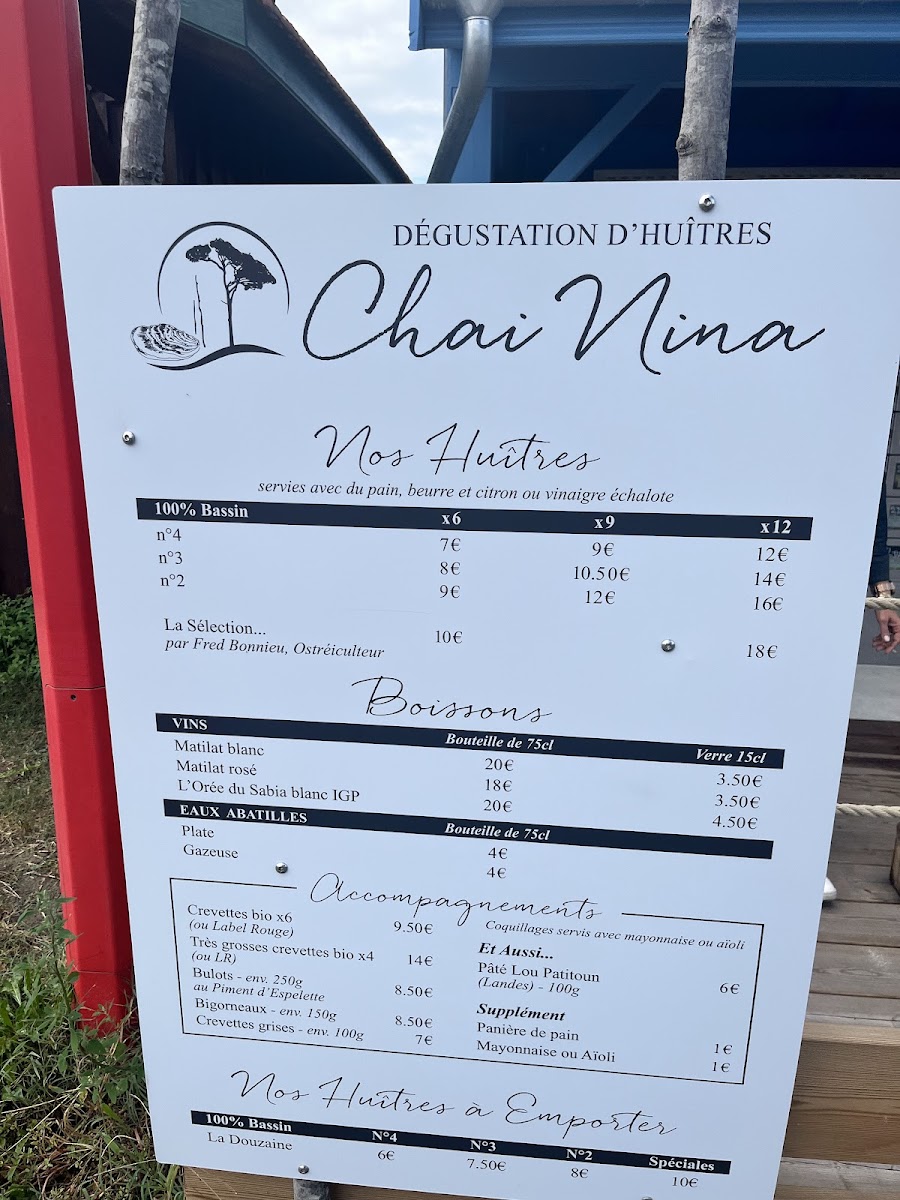 DÉGUSTATION D'HUÎTRES
Chai Nina
Nos Huîtres
servies avec du pain, beurre et citron ou vinaigre échalote
100% Bassin x6 x9 x12
n°4 7€ 9€ 12€
n°3 8€ 10.50€ 14€
n°2 9€ 12€ 16€
La Sélection... 10€ 18€
par Fred Bonnieu, Ostréiculteur
Boissons
VINS Bouteille de 75cl Verre 15cl
Matilat blanc 20€ 3.50€
Matilat rosé 18€ 3.50€
L'Orée du Sabia blanc IGP 20€ 4.50€
EAUX ABATILLES Bouteille de 75cl
Plate 4€
Gazeuse 4€
Accompagnements
Coquillages servis avec mayonnaise ou aïoli
Crevettes bio x6 9.50€
(ou Label Rouge)
Très grosses crevettes bio x4 14€
(ou LR)
Bulots - env. 250g 8.50€
au Piment d'Espelette
Bigorneaux - env. 150g 8.50€
Crevettes grises - env. 100g 7€
Et Aussi...
Pâté Lou Patitoun 6€
(Landes) - 100g
Supplément
Panière de pain 1€
Mayonnaise ou Aïoli 1€
Nos Huîtres à Emporter
100% Bassin N°4 N°3 N°2 Spéciales
La Douzaine 6€ 7.50€ 8€ 10€